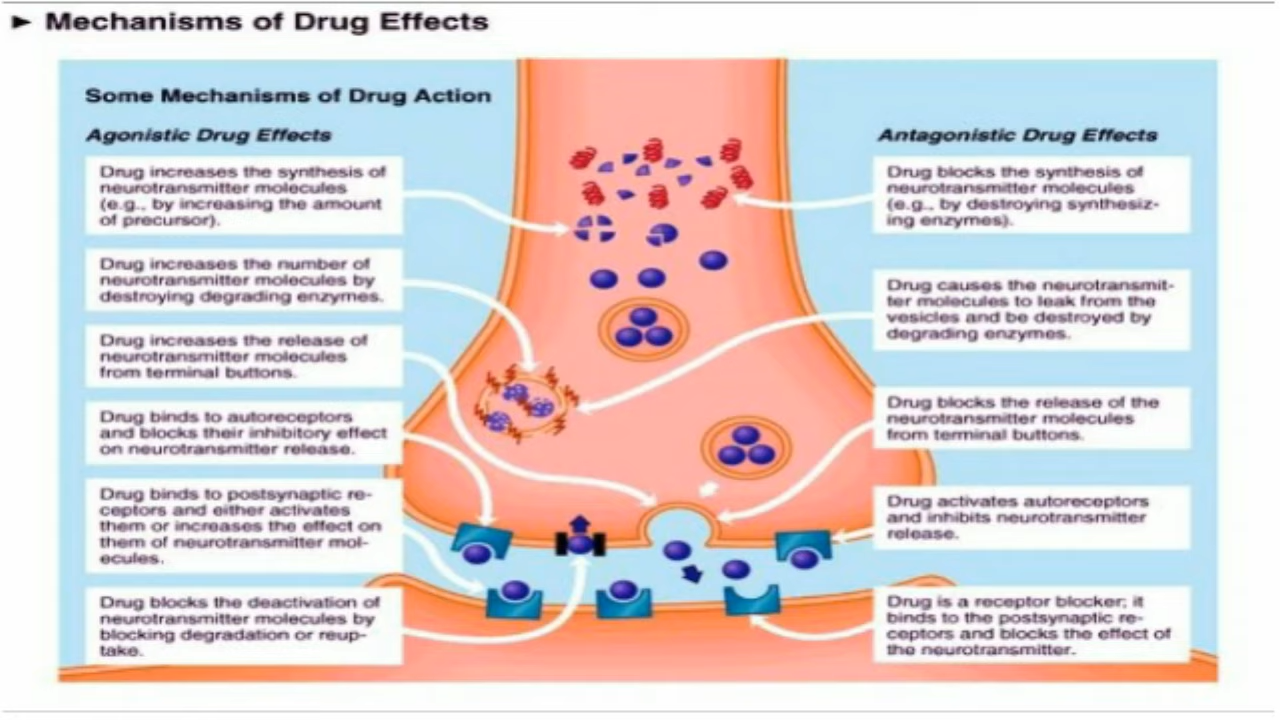 ► Mechanisms of Drug Effects
Some Mechanisms of Drug Action
Agonistic Drug Effects
Drug increases the synthesis of
neurotransmitter molecules
(e.g., by increasing the amount
of precursor).
Drug increases the number of
neurotransmitter molecules by
destroying degrading enzymes.
Drug increases the release of
neurotransmitter molecules
from terminal buttons.
Drug binds to autoreceptors
and blocks their inhibitory effect
on neurotransmitter release.
Drug binds to postsynaptic re-
ceptors and either activates
them or increases the effect on
them of neurotransmitter mol-
ecules.
Drug blocks the deactivation of
neurotransmitter molecules by
blocking degradation or reup-
take.
Antagonistic Drug Effects
Drug blocks the synthesis of
neurotransmitter molecules
(e.g., by destroying synthesiz-
ing enzymes).
Drug causes the neurotransmit-
ter molecules to leak from the
vesicles and be destroyed by
degrading enzymes.
Drug blocks the release of the
neurotransmitter molecules
from terminal buttons.
Drug activates autoreceptors
and inhibits neurotransmitter
release.
Drug is a receptor blocker; it
binds to the postsynaptic re-
ceptors and blocks the effect of
the neurotransmitter.